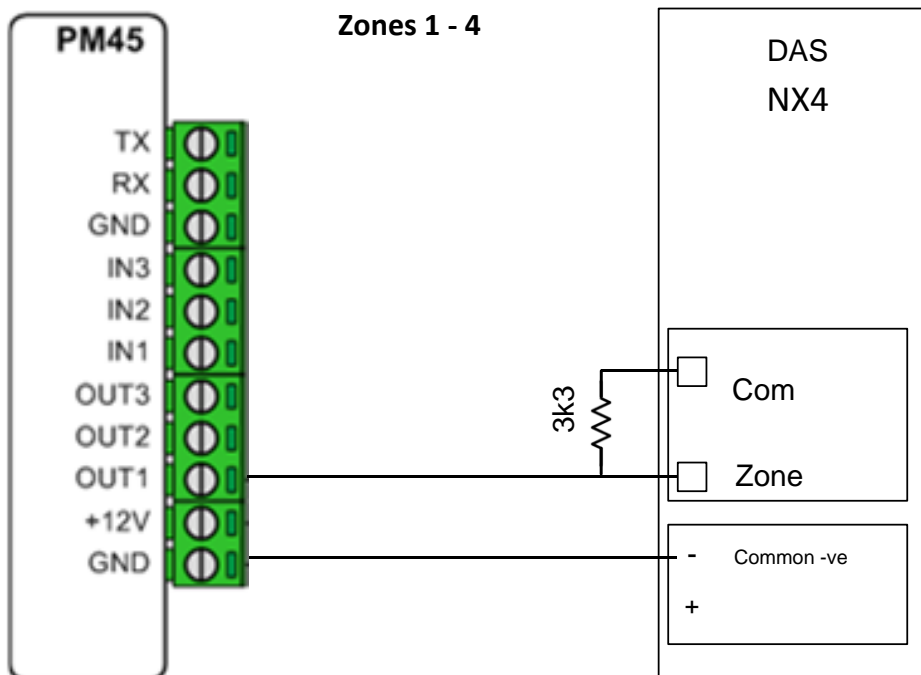 Zones 1 - 4
PM45
TX
RX
GND
IN3
IN2
IN1
OUT3
OUT2
OUT1
+12V
GND
3k3
DAS
NX4
Com
Zone
- Common -ve
+